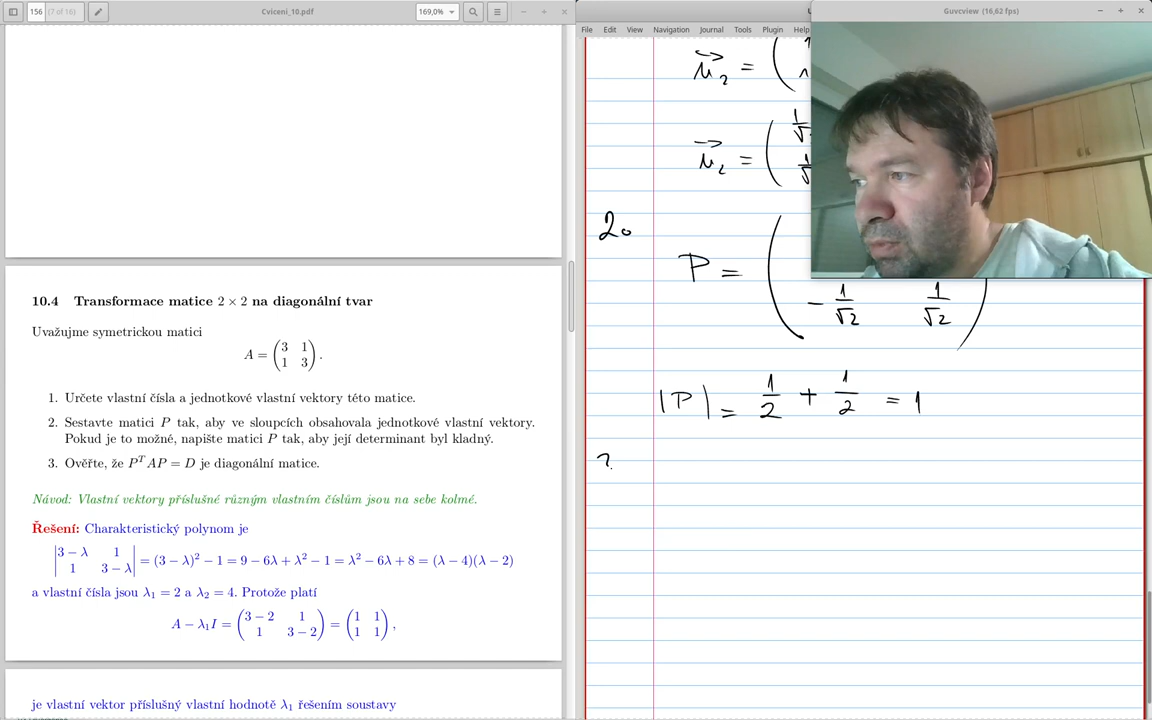 156 (7 of 16) Cviceni_10.pdf 169,0%
Guvcview (16,62 fps)
File Edit View Navigation Journal Tools Plugin Help
10.4 Transformace matice 2 × 2 na diagonální tvar
Uvažujme symetrickou matici
A = (3 1
1 3).
1. Určete vlastní čísla a jednotkové vlastní vektory této matice.
2. Sestavte matici P tak, aby ve sloupcích obsahovala jednotkové vlastní vektory.
Pokud je to možné, napište matici P tak, aby její determinant byl kladný.
3. Ověřte, že PᵀAP = D je diagonální matice.
Návod: Vlastní vektory příslušné různým vlastním číslům jsou na sebe kolmé.
Řešení: Charakteristický polynom je
|3 − λ 1
1 3 − λ| = (3 − λ)² − 1 = 9 − 6λ + λ² − 1 = λ² − 6λ + 8 = (λ − 4)(λ − 2)
a vlastní čísla jsou λ₁ = 2 a λ₂ = 4. Protože platí
A − λ₁I = (3 − 2 1
1 3 − 2) = (1 1
1 1),
je vlastní vektor příslušný vlastní hodnotě λ₁ řešením soustavy
2.
P =
− 1/√2 1/√2
|P| = 1/2 + 1/2 = 1